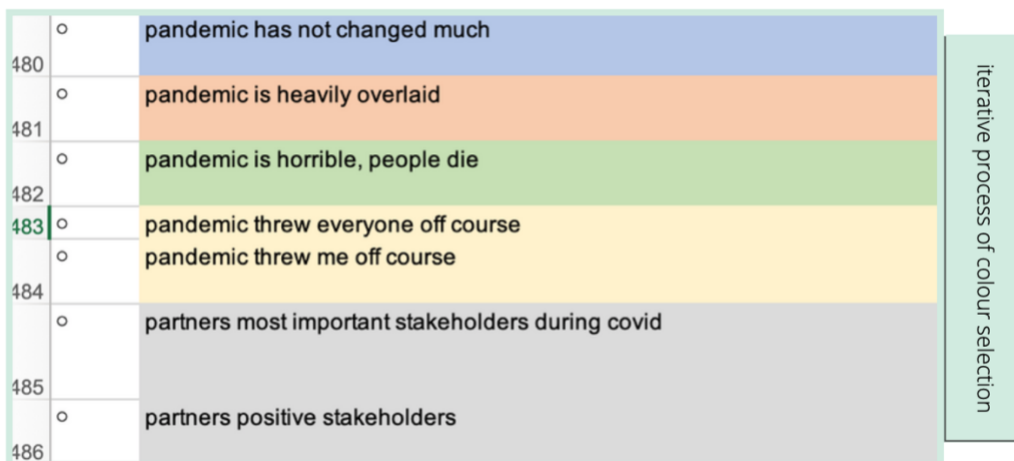 480 ○ pandemic has not changed much
481 ○ pandemic is heavily overlaid
482 ○ pandemic is horrible, people die
483 ○ pandemic threw everyone off course
484 ○ pandemic threw me off course
485 ○ partners most important stakeholders during covid
486 ○ partners positive stakeholders
iterative process of colour selection